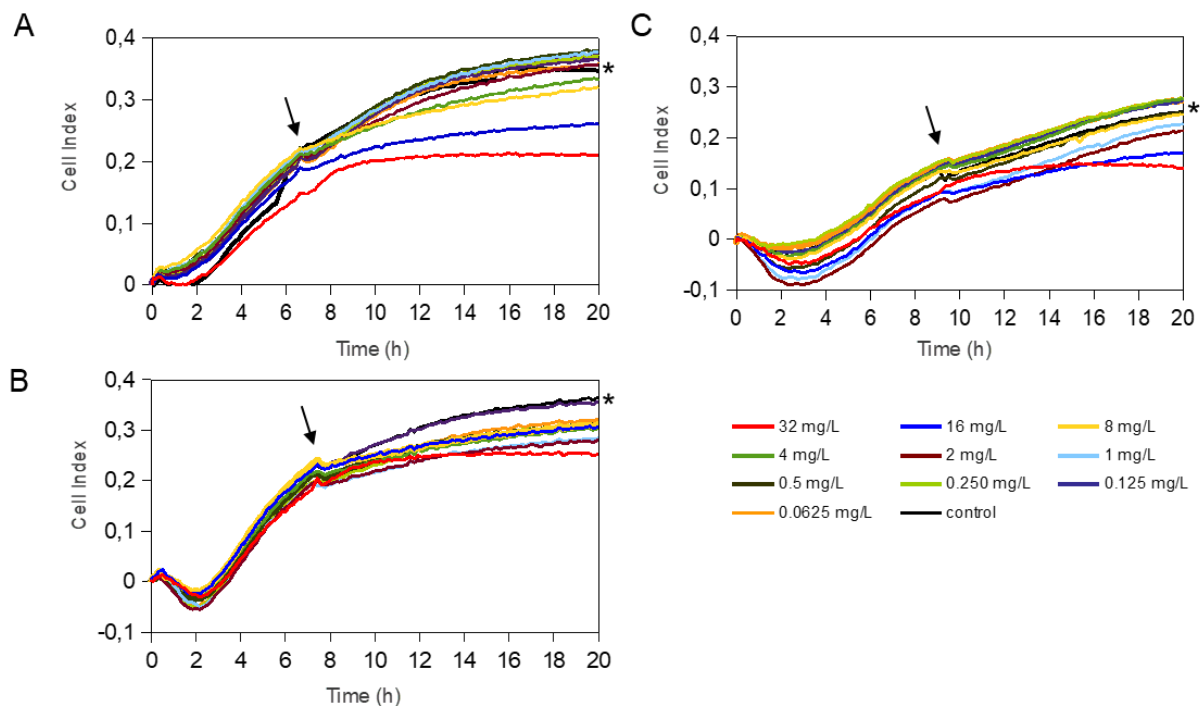 A
0,4
0,3
0,2
0,1
0
Cell Index
*
0 2 4 6 8 10 12 14 16 18 20
Time (h)
C
0,4
0,3
0,2
0,1
0
-0,1
Cell Index
*
0 2 4 6 8 10 12 14 16 18 20
Time (h)
B
0,4
0,3
0,2
0,1
0
-0,1
Cell Index
*
0 2 4 6 8 10 12 14 16 18 20
Time (h)
32 mg/L 16 mg/L 8 mg/L
4 mg/L 2 mg/L 1 mg/L
0.5 mg/L 0.250 mg/L 0.125 mg/L
0.0625 mg/L control